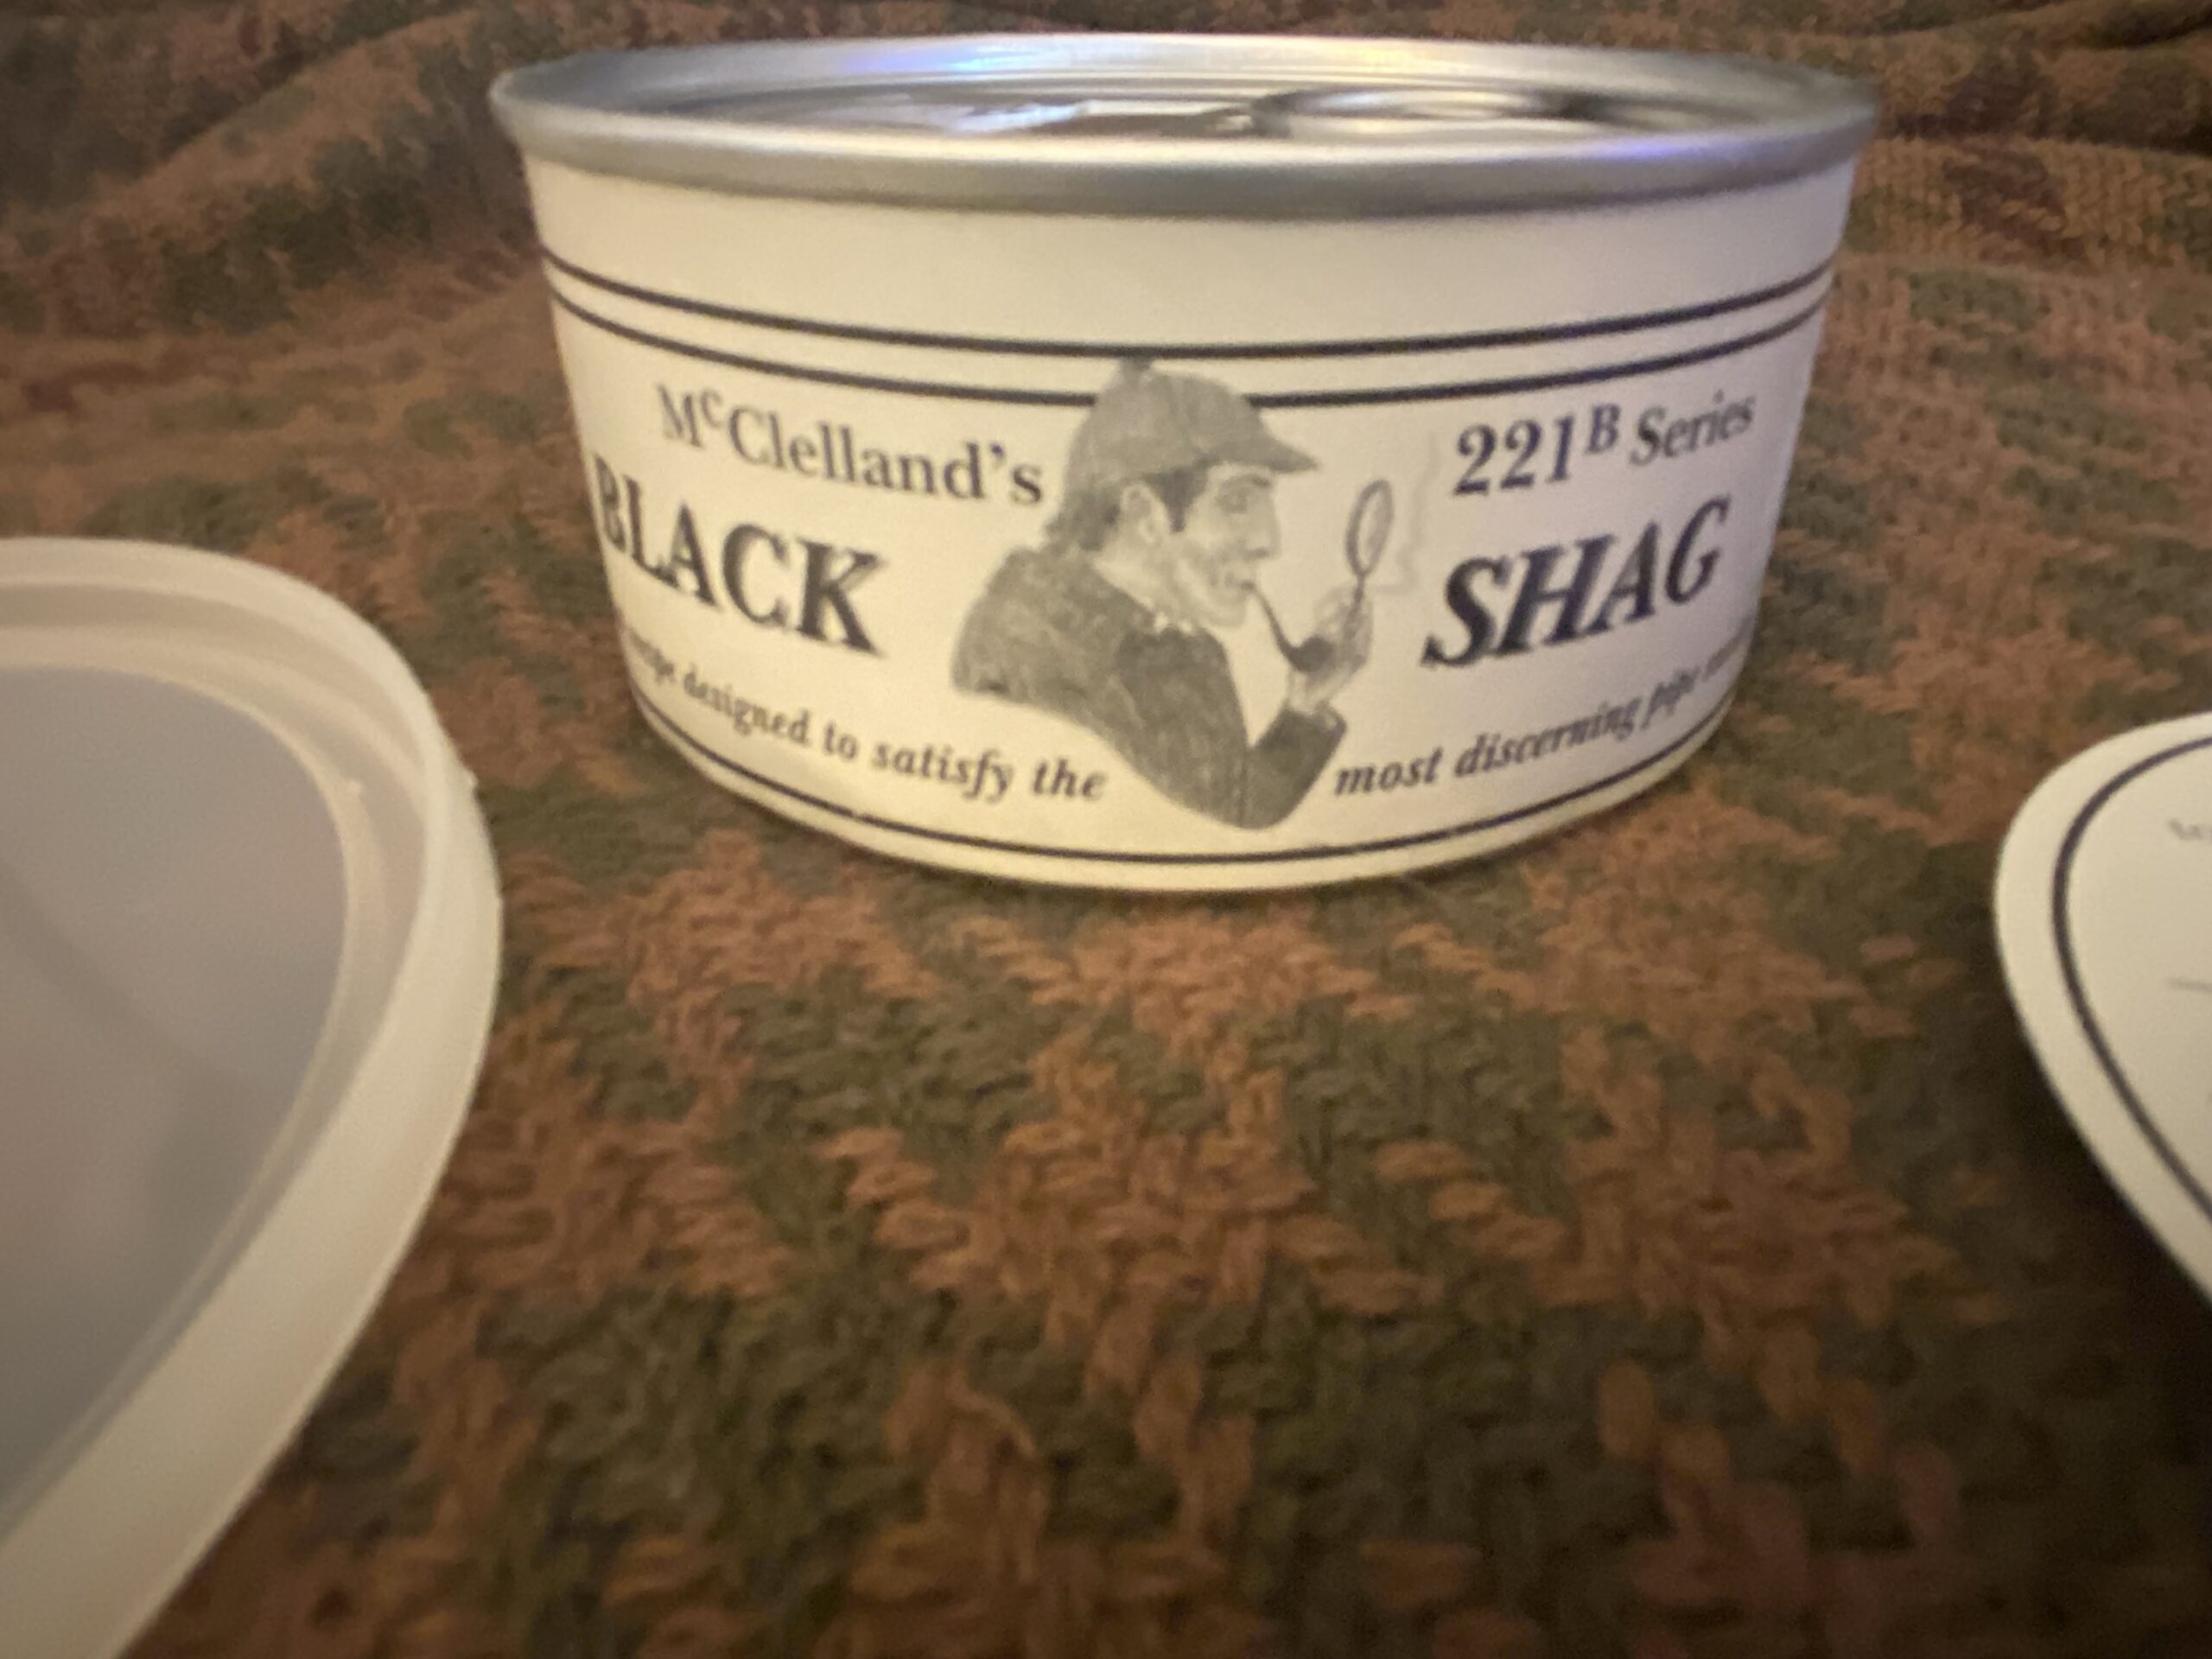 McClelland's 221B Series
BLACK SHAG
designed to satisfy the most discerning pipe